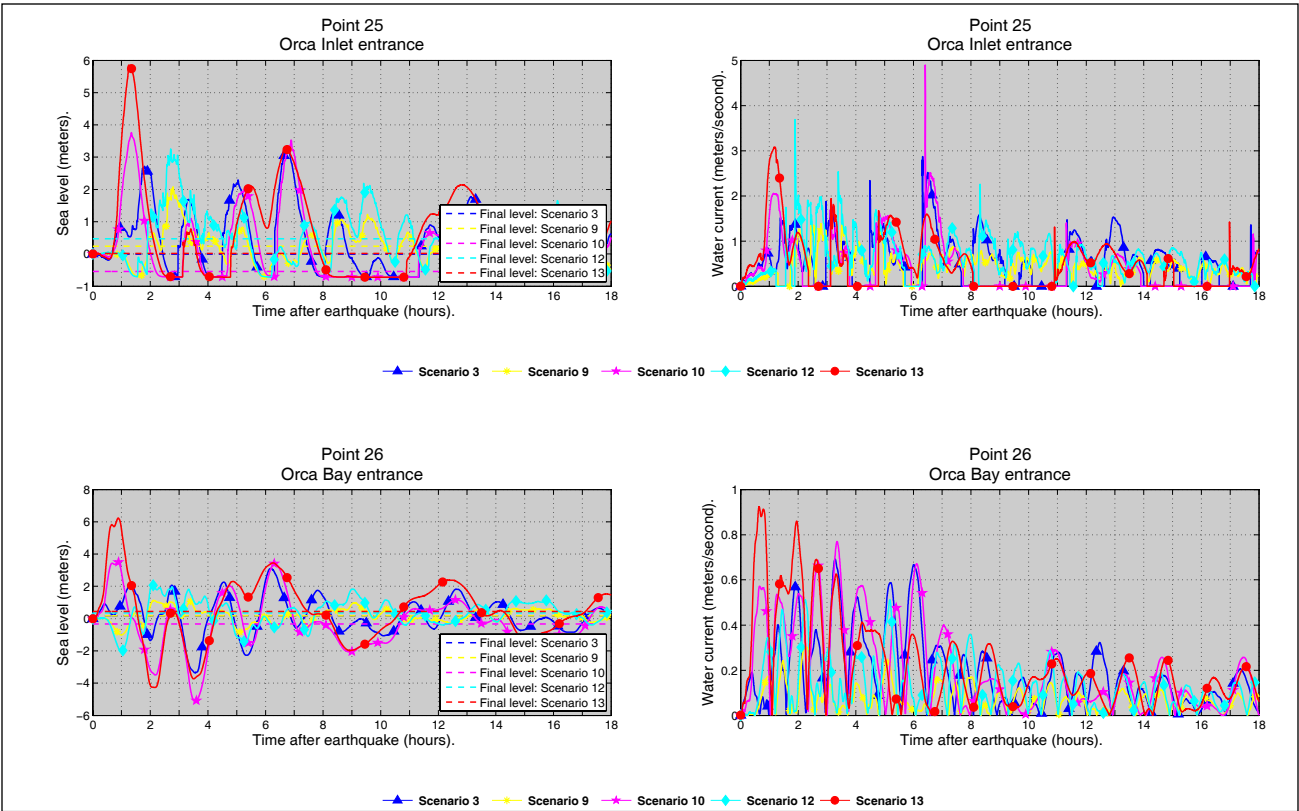 Point 25
Orca Inlet entrance
Sea level (meters).
6
5
4
3
2
1
0
−1
0 2 4 6 8 10 12 14 16 18
Time after earthquake (hours).
Final level: Scenario 3
Final level: Scenario 9
Final level: Scenario 10
Final level: Scenario 12
Final level: Scenario 13
Point 25
Orca Inlet entrance
Water current (meters/second).
5
4
3
2
1
0
0 2 4 6 8 10 12 14 16 18
Time after earthquake (hours).
Scenario 3 Scenario 9 Scenario 10 Scenario 12 Scenario 13
Point 26
Orca Bay entrance
Sea level (meters).
8
6
4
2
0
−2
−4
−6
0 2 4 6 8 10 12 14 16 18
Time after earthquake (hours).
Final level: Scenario 3
Final level: Scenario 9
Final level: Scenario 10
Final level: Scenario 12
Final level: Scenario 13
Point 26
Orca Bay entrance
Water current (meters/second).
1
0.8
0.6
0.4
0.2
0
0 2 4 6 8 10 12 14 16 18
Time after earthquake (hours).
Scenario 3 Scenario 9 Scenario 10 Scenario 12 Scenario 13